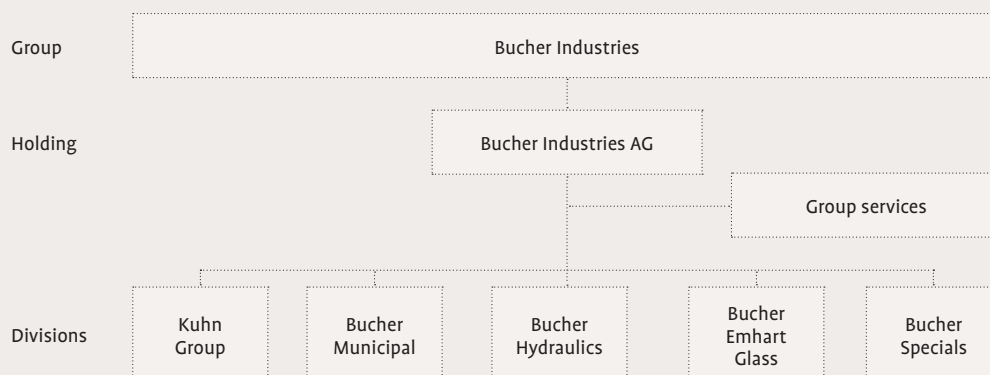 Group
Bucher Industries
Holding
Bucher Industries AG
Group services
Divisions
Kuhn
Group
Bucher
Municipal
Bucher
Hydraulics
Bucher
Emhart
Glass
Bucher
Specials